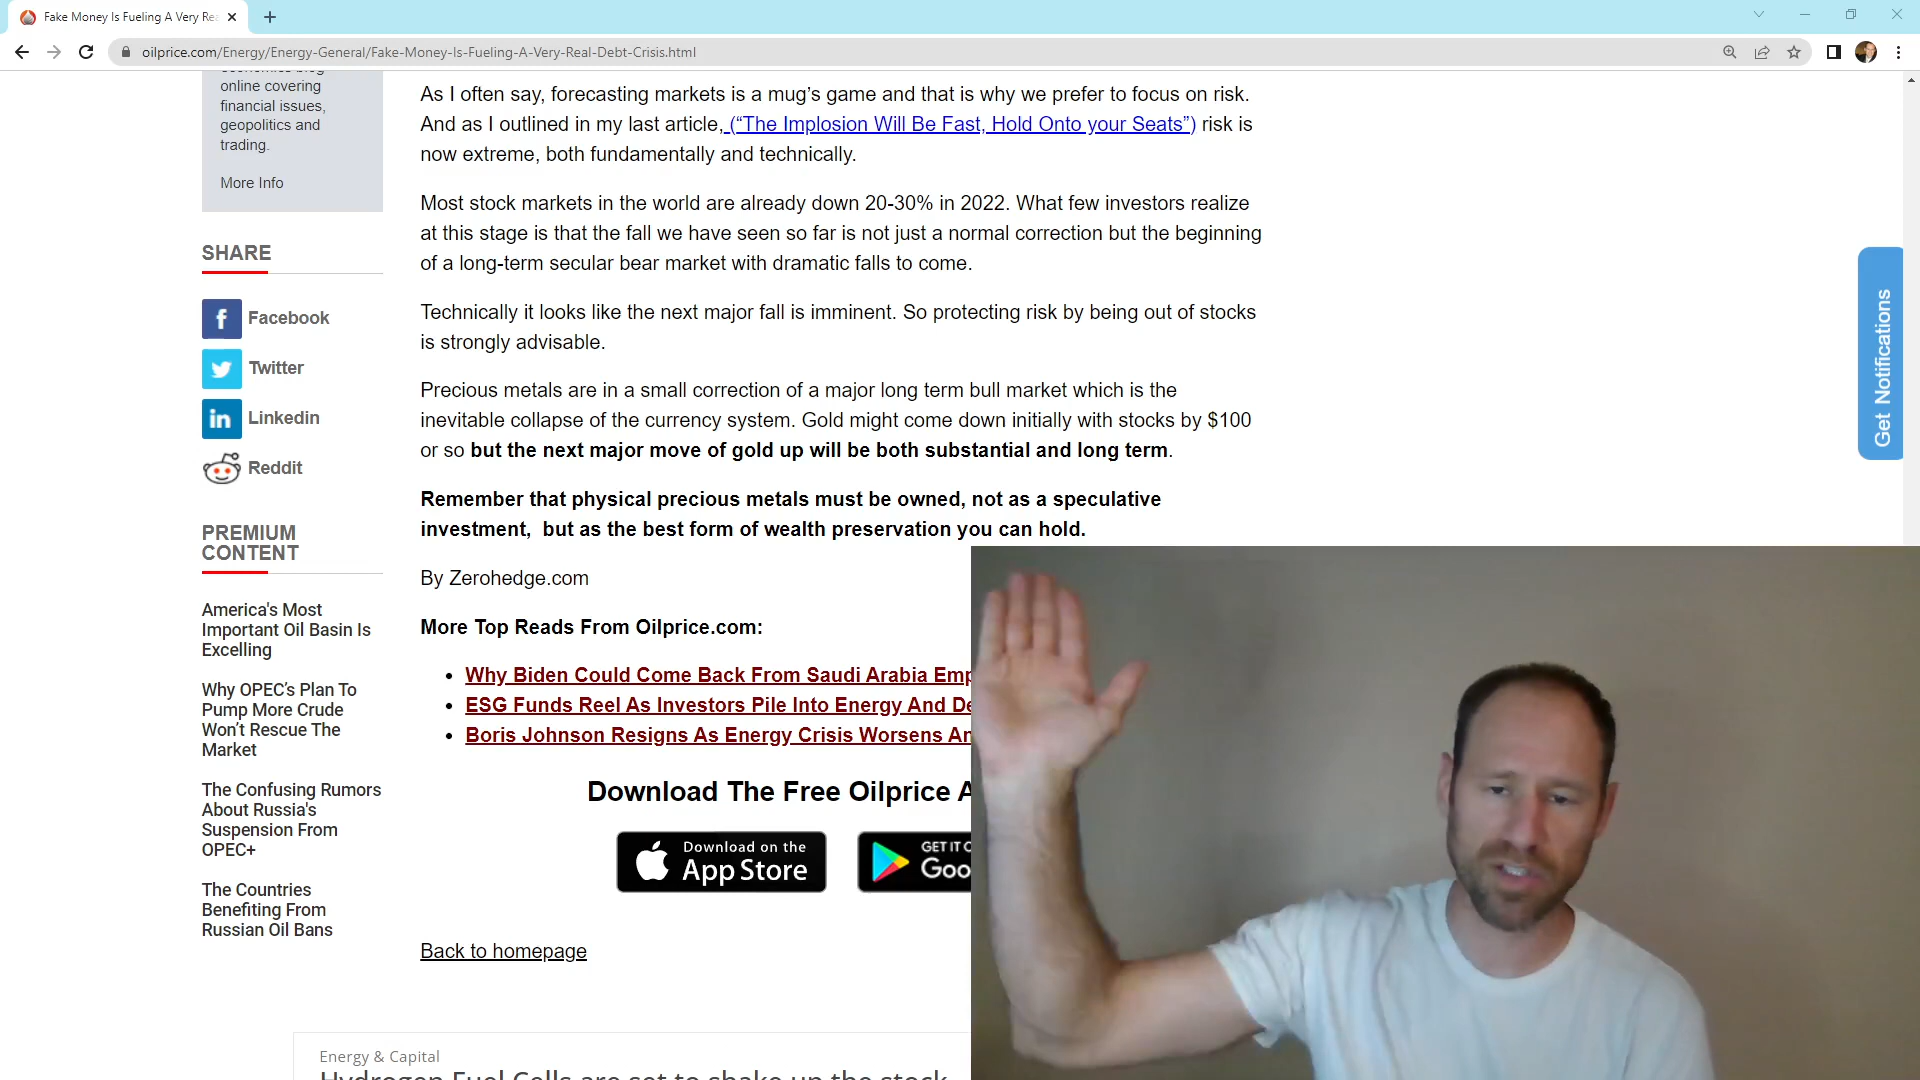 Fake Money Is Fueling A Very Rea
oilprice.com/Energy/Energy-General/Fake-Money-Is-Fueling-A-Very-Real-Debt-Crisis.html
online covering
financial issues,
geopolitics and
trading.
More Info
SHARE
Facebook
Twitter
Linkedin
Reddit
PREMIUM
CONTENT
America's Most
Important Oil Basin Is
Excelling
Why OPEC’s Plan To
Pump More Crude
Won’t Rescue The
Market
The Confusing Rumors
About Russia's
Suspension From
OPEC+
The Countries
Benefiting From
Russian Oil Bans
As I often say, forecasting markets is a mug’s game and that is why we prefer to focus on risk.
And as I outlined in my last article, (“The Implosion Will Be Fast, Hold Onto your Seats”) risk is
now extreme, both fundamentally and technically.
Most stock markets in the world are already down 20-30% in 2022. What few investors realize
at this stage is that the fall we have seen so far is not just a normal correction but the beginning
of a long-term secular bear market with dramatic falls to come.
Technically it looks like the next major fall is imminent. So protecting risk by being out of stocks
is strongly advisable.
Precious metals are in a small correction of a major long term bull market which is the
inevitable collapse of the currency system. Gold might come down initially with stocks by $100
or so but the next major move of gold up will be both substantial and long term.
Remember that physical precious metals must be owned, not as a speculative
investment,  but as the best form of wealth preservation you can hold.
By Zerohedge.com
More Top Reads From Oilprice.com:
Why Biden Could Come Back From Saudi Arabia Emp
ESG Funds Reel As Investors Pile Into Energy And De
Boris Johnson Resigns As Energy Crisis Worsens An
Download The Free Oilprice A
Download on the
App Store
GET IT O
Goo
Back to homepage
Energy & Capital
Hydrogen Fuel Cells are set to shake up the stock
Get Notifications